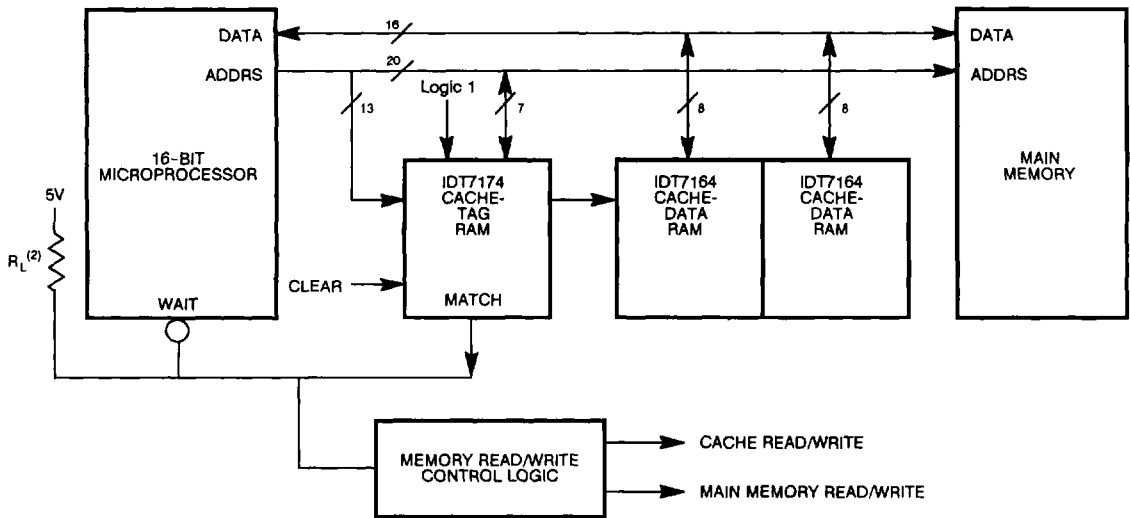 DATA
16
DATA
ADDRS
20
ADDRS
Logic 1
13
7
8
8
16-BIT
MICROPROCESSOR
IDT7174
CACHE-
TAG
RAM
IDT7164
CACHE-
DATA
RAM
IDT7164
CACHE-
DATA
RAM
MAIN
MEMORY
5V
RL(2)
CLEAR
WAIT
MATCH
MEMORY READ/WRITE
CONTROL LOGIC
CACHE READ/WRITE
MAIN MEMORY READ/WRITE